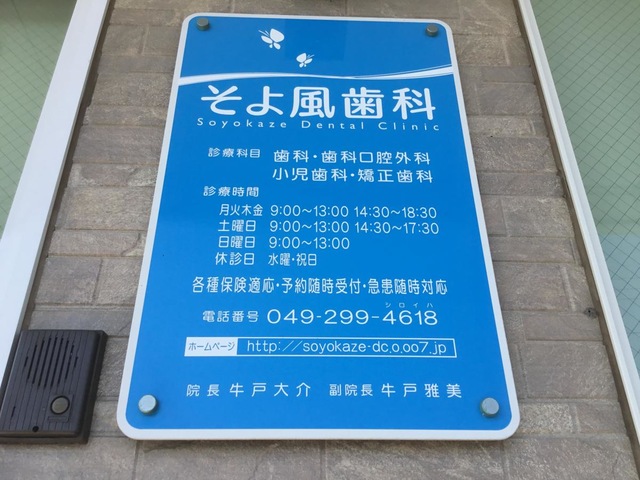 そよ風歯科
Soyokaze Dental Clinic
診療科目 歯科・歯科口腔外科
小児歯科・矯正歯科
診療時間
月火木金 9:00～13:00 14:30～18:30
土曜日 9:00～13:00 14:30～17:30
日曜日 9:00～13:00
休診日 水曜・祝日
各種保険適応・予約随時受付・急患随時対応
シロイハ
電話番号 049-299-4618
ホームページ http://soyokaze-dc.o.oo7.jp
院長 牛戸大介 副院長 牛戸雅美